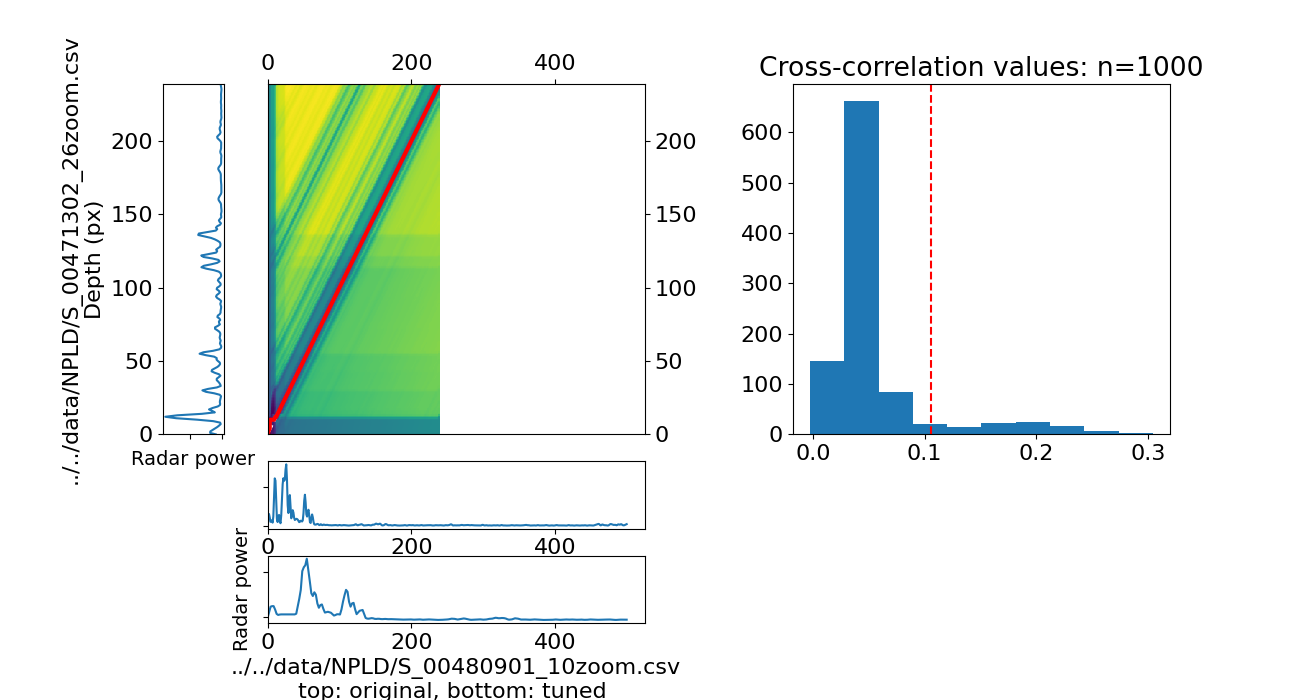 0 200 400
Cross-correlation values: n=1000
../../data/NPLD/S_00471302_26zoom.csv
Depth (px)
200
150
100
50
0
Radar power
200
150
100
50
0
600
500
400
300
200
100
0
0.0 0.1 0.2 0.3
0 200 400
Radar power
0 200 400
../../data/NPLD/S_00480901_10zoom.csv
top: original, bottom: tuned